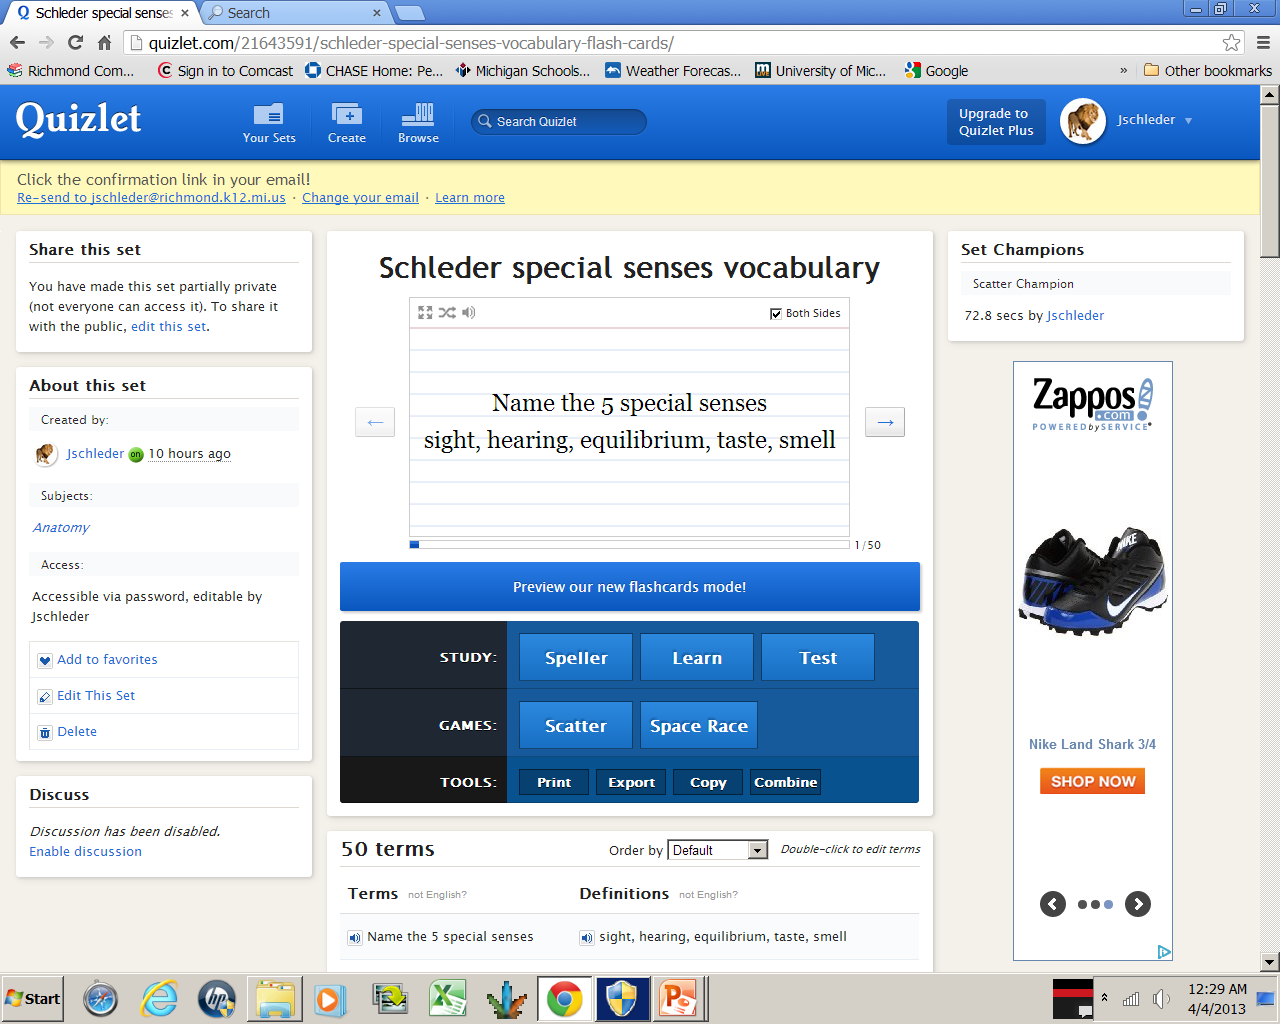 Schleder special senses
Search
quizlet.com/21643591/schleder-special-senses-vocabulary-flash-cards/
Richmond Com...
Sign in to Comcast
CHASE Home: Pe...
Michigan Schools...
Weather Forecas...
University of Mic...
Google
»
Other bookmarks
Quizlet
Your Sets
Create
Browse
Search Quizlet
Upgrade to
Quizlet Plus
Jschleder
Click the confirmation link in your email!
Re-send to jschleder@richmond.k12.mi.us · Change your email · Learn more
Share this set
You have made this set partially private
(not everyone can access it). To share it
with the public, edit this set.
About this set
Created by:
Jschleder on 10 hours ago
Subjects:
Anatomy
Access:
Accessible via password, editable by
Jschleder
Add to favorites
Edit This Set
Delete
Discuss
Discussion has been disabled.
Enable discussion
Schleder special senses vocabulary
Both Sides
Name the 5 special senses
sight, hearing, equilibrium, taste, smell
←
→
1/50
Preview our new flashcards mode!
STUDY:
Speller
Learn
Test
GAMES:
Scatter
Space Race
TOOLS:
Print
Export
Copy
Combine
50 terms
Order by Default
Double-click to edit terms
Terms not English?
Definitions not English?
Name the 5 special senses
sight, hearing, equilibrium, taste, smell
Set Champions
Scatter Champion
72.8 secs by Jschleder
Zappos!
.com
POWERED by SERVICE
NIKE
Nike Land Shark 3/4
SHOP NOW
Start
hp
12:29 AM
4/4/2013